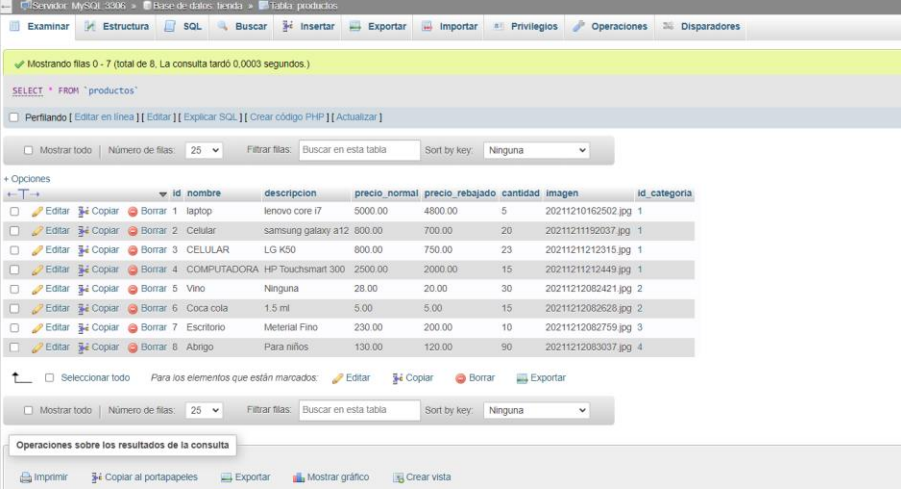 Servidor: MySQL:3306 » Base de datos: tienda » Tabla: productos
Examinar Estructura SQL Buscar Insertar Exportar Importar Privilegios Operaciones Disparadores
Mostrando filas 0 - 7 (total de 8, La consulta tardó 0,0003 segundos.)
SELECT * FROM `productos`
Perfilando [ Editar en línea ] [ Editar ] [ Explicar SQL ] [ Crear código PHP ] [ Actualizar ]
Mostrar todo | Número de filas: 25 Filtrar filas: Buscar en esta tabla Sort by key: Ninguna
+ Opciones
id nombre descripcion precio_normal precio_rebajado cantidad imagen id_categoria
Editar Copiar Borrar 1 laptop lenovo core i7 5000.00 4800.00 5 20211210162502.jpg 1
Editar Copiar Borrar 2 Celular samsung galaxy a12 800.00 700.00 20 20211211192037.jpg 1
Editar Copiar Borrar 3 CELULAR LG K50 800.00 750.00 23 20211211212315.jpg 1
Editar Copiar Borrar 4 COMPUTADORA HP Touchsmart 300 2500.00 2000.00 15 20211211212449.jpg 1
Editar Copiar Borrar 5 Vino Ninguna 28.00 20.00 30 20211212082421.jpg 2
Editar Copiar Borrar 6 Coca cola 1.5 ml 5.00 5.00 15 20211212082628.jpg 2
Editar Copiar Borrar 7 Escritorio Meterial Fino 230.00 200.00 10 20211212082759.jpg 3
Editar Copiar Borrar 8 Abrigo Para niños 130.00 120.00 90 20211212083037.jpg 4
Seleccionar todo Para los elementos que están marcados: Editar Copiar Borrar Exportar
Mostrar todo | Número de filas: 25 Filtrar filas: Buscar en esta tabla Sort by key: Ninguna
Operaciones sobre los resultados de la consulta
Imprimir Copiar al portapapeles Exportar Mostrar gráfico Crear vista